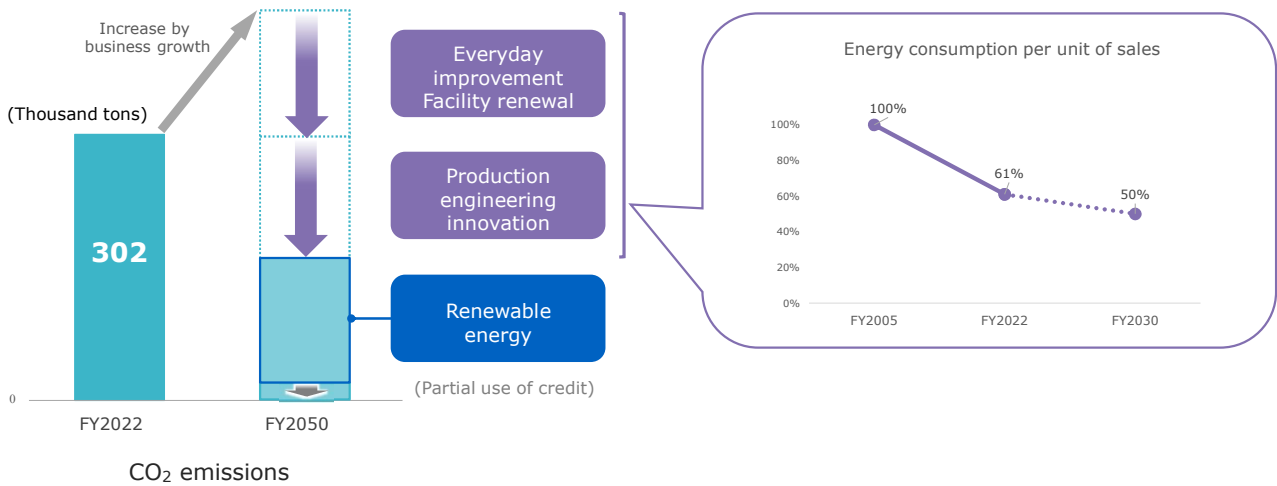 Increase by
business growth
(Thousand tons)
302
0
FY2022
FY2050
CO₂ emissions
Everyday
improvement
Facility renewal
Production
engineering
innovation
Renewable
energy
(Partial use of credit)
Energy consumption per unit of sales
100%
80%
60%
40%
20%
0%
100%
61%
50%
FY2005
FY2022
FY2030